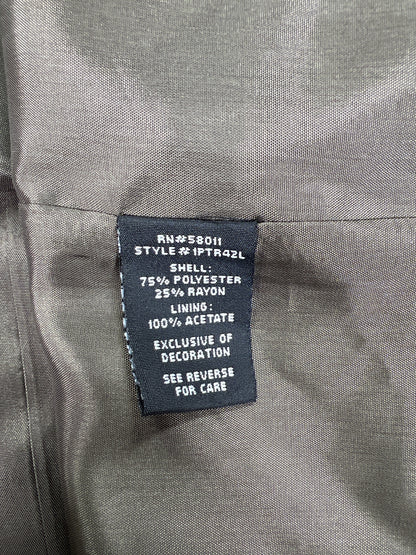 RN#58011
STYLE#1PTR42L
SHELL:
75% POLYESTER
25% RAYON
LINING:
100% ACETATE
EXCLUSIVE OF
DECORATION
SEE REVERSE
FOR CARE